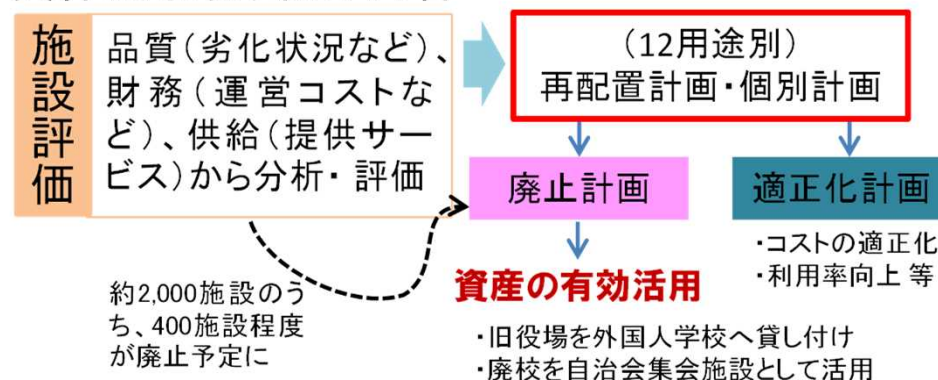 施設評価
品質(劣化状況など)、
財務(運営コストな
ど)、供給(提供サー
ビス)から分析・評価
(12用途別)
再配置計画・個別計画
廃止計画
適正化計画
・コストの適正化
・利用率向上 等
約2,000施設のう
ち、400施設程度
が廃止予定に
資産の有効活用
・旧役場を外国人学校へ貸し付け
・廃校を自治会集会施設として活用